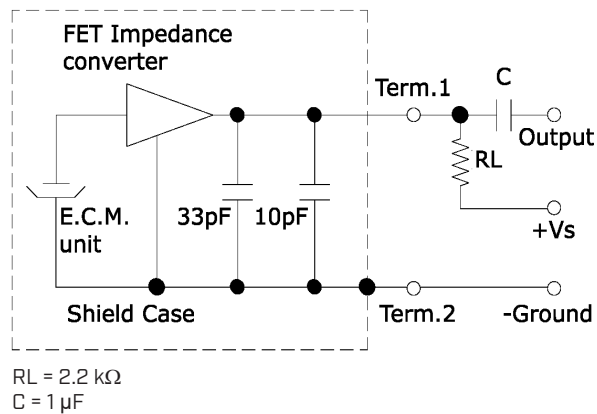 FET Impedance
converter
Term.1
C
Output
RL
+Vs
E.C.M.
unit
33pF
10pF
Shield Case
Term.2
-Ground
RL = 2.2 kΩ
C = 1 µF